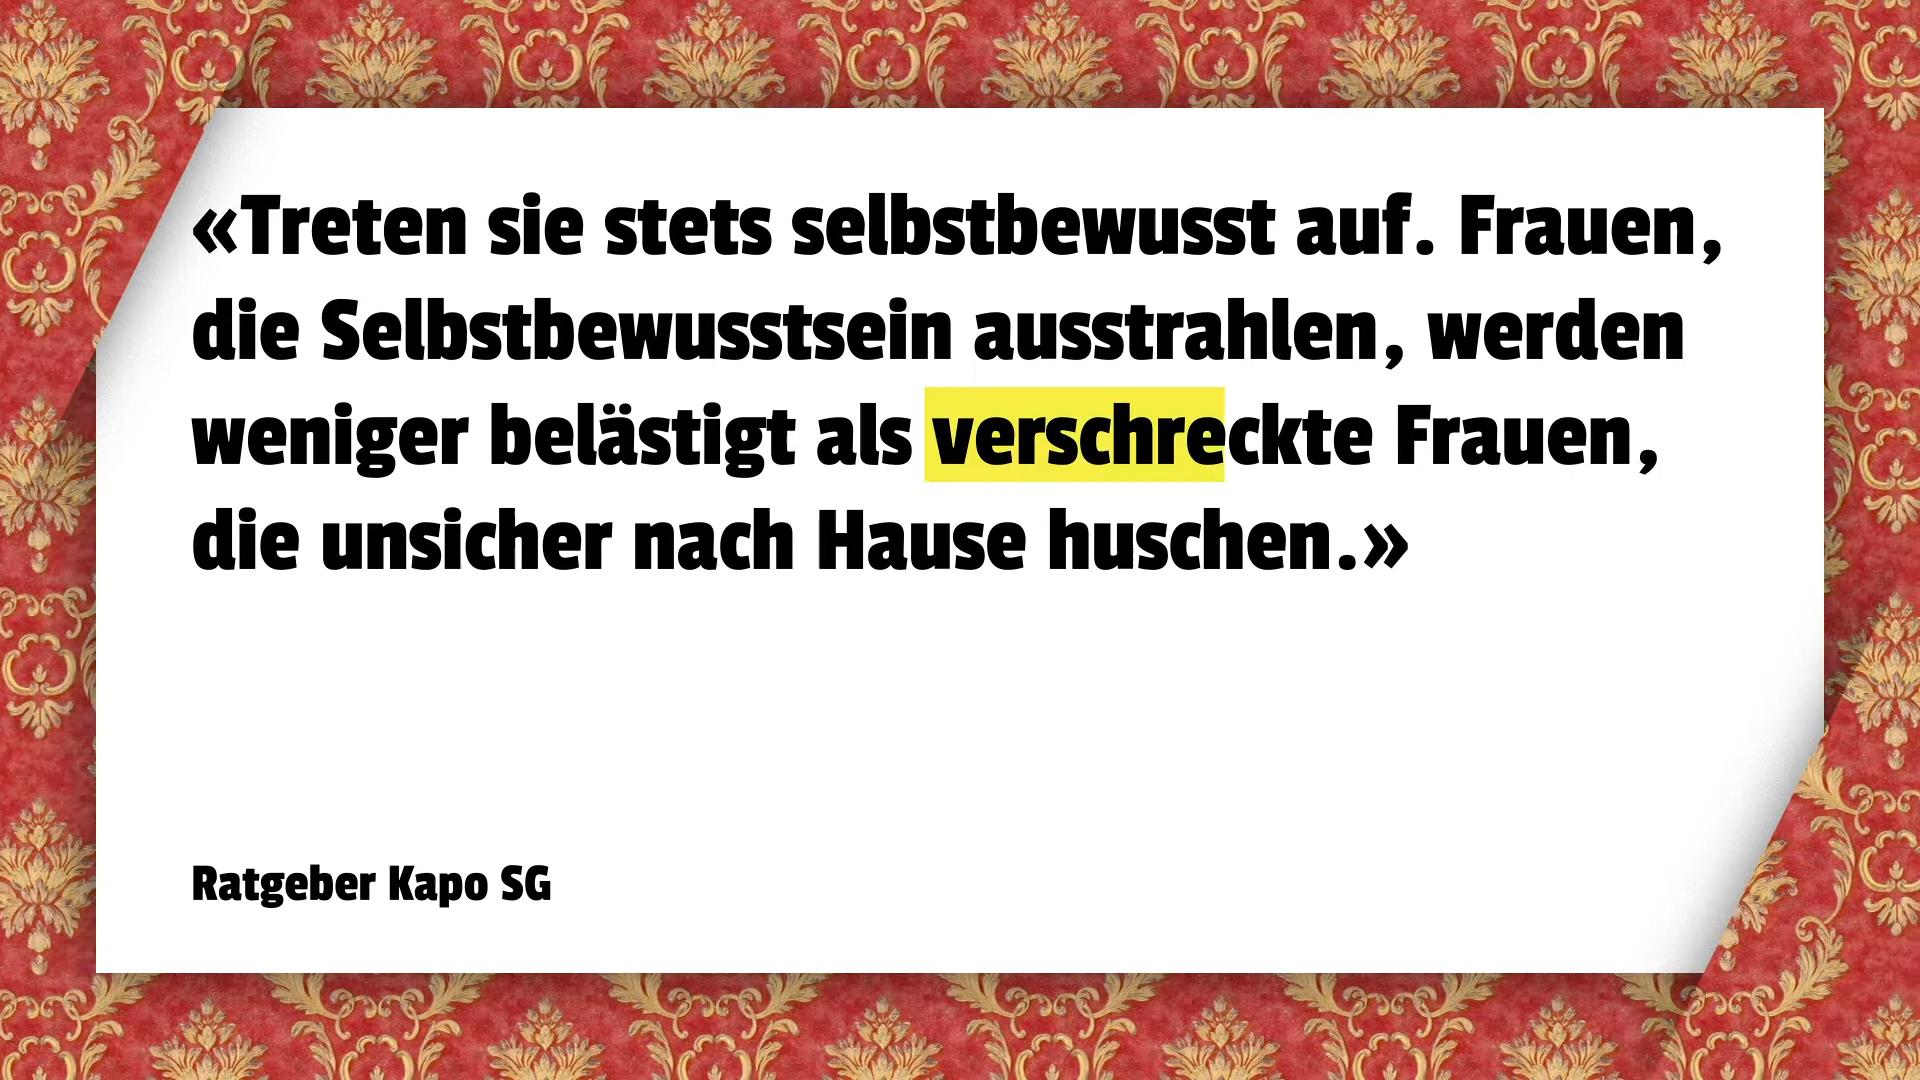 «Treten sie stets selbstbewusst auf. Frauen,
die Selbstbewusstsein ausstrahlen, werden
weniger belästigt als verschreckte Frauen,
die unsicher nach Hause huschen.»
Ratgeber Kapo SG